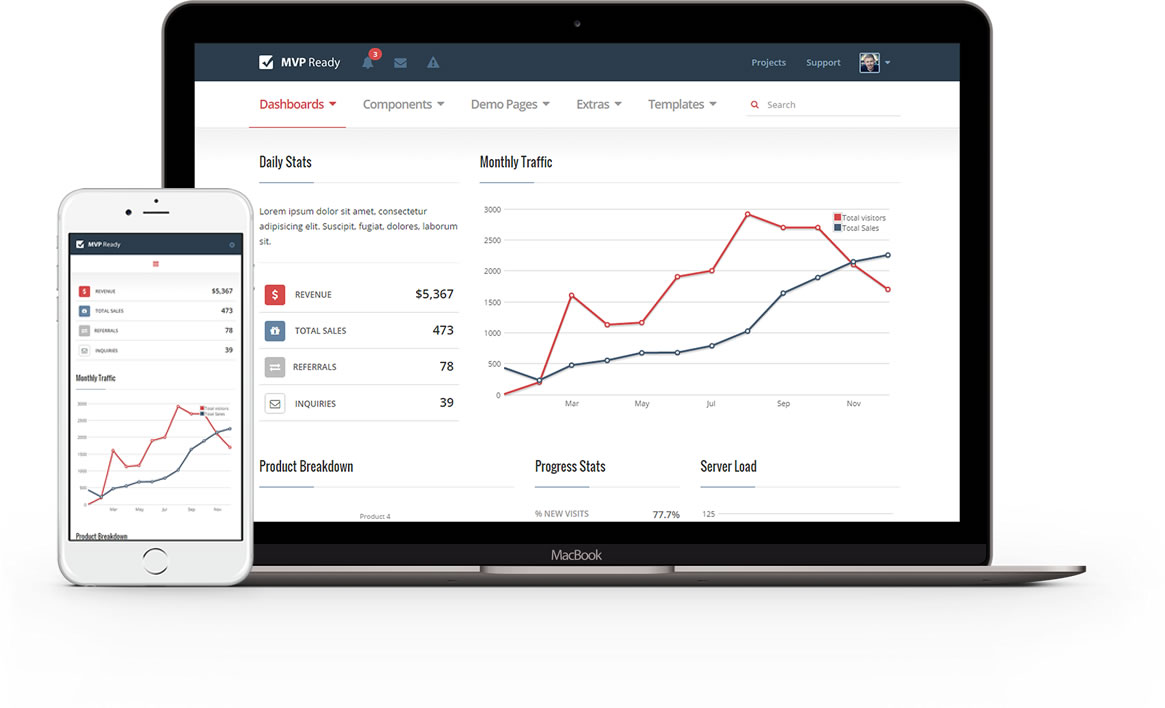 MVP Ready
3
Projects
Support
Dashboards
Components
Demo Pages
Extras
Templates
Search
Daily Stats
Lorem ipsum dolor sit amet, consectetur
adipisicing elit. Suscipit, fugiat, dolores, laborum
sit.
REVENUE $5,367
TOTAL SALES 473
REFERRALS 78
INQUIRIES 39
Monthly Traffic
Total visitors
Total Sales
3000
2500
2000
1500
1000
500
0
Mar May Jul Sep Nov
Product Breakdown
Product 4
Progress Stats
% NEW VISITS 77.7%
Server Load
125
MacBook
MVP Ready
REVENUE $5,367
TOTAL SALES 473
REFERRALS 78
INQUIRIES 39
Monthly Traffic
Total visitors
Total Sales
3000
2500
2000
1500
1000
500
0
Mar May Jul Sep Nov
Product Breakdown